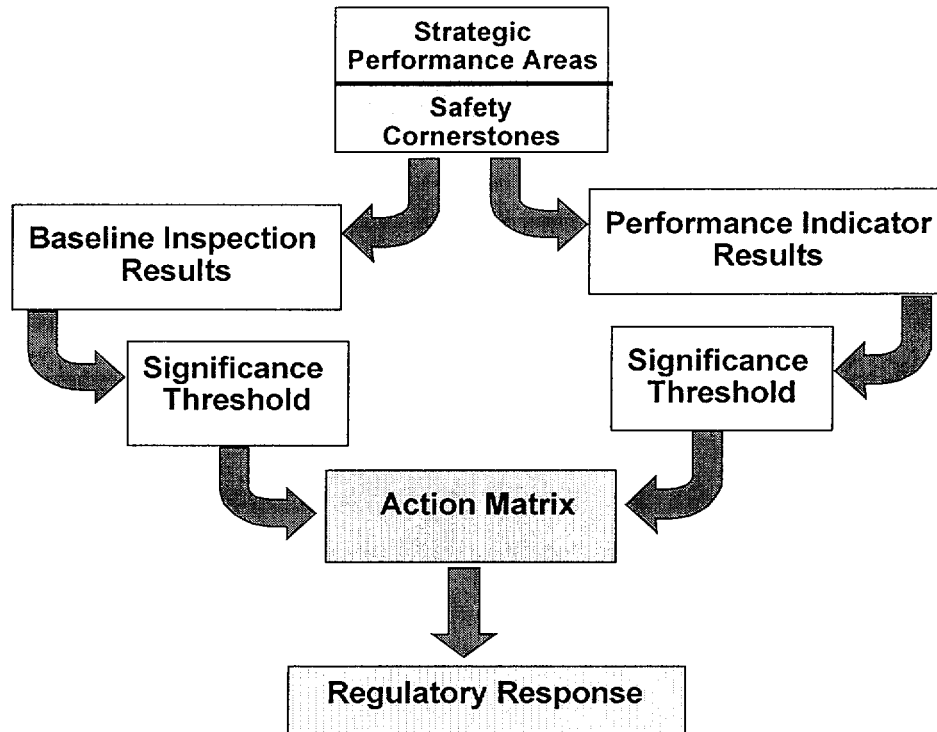 Strategic
Performance Areas
Safety
Cornerstones
Baseline Inspection
Results
Performance Indicator
Results
Significance
Threshold
Significance
Threshold
Action Matrix
Regulatory Response